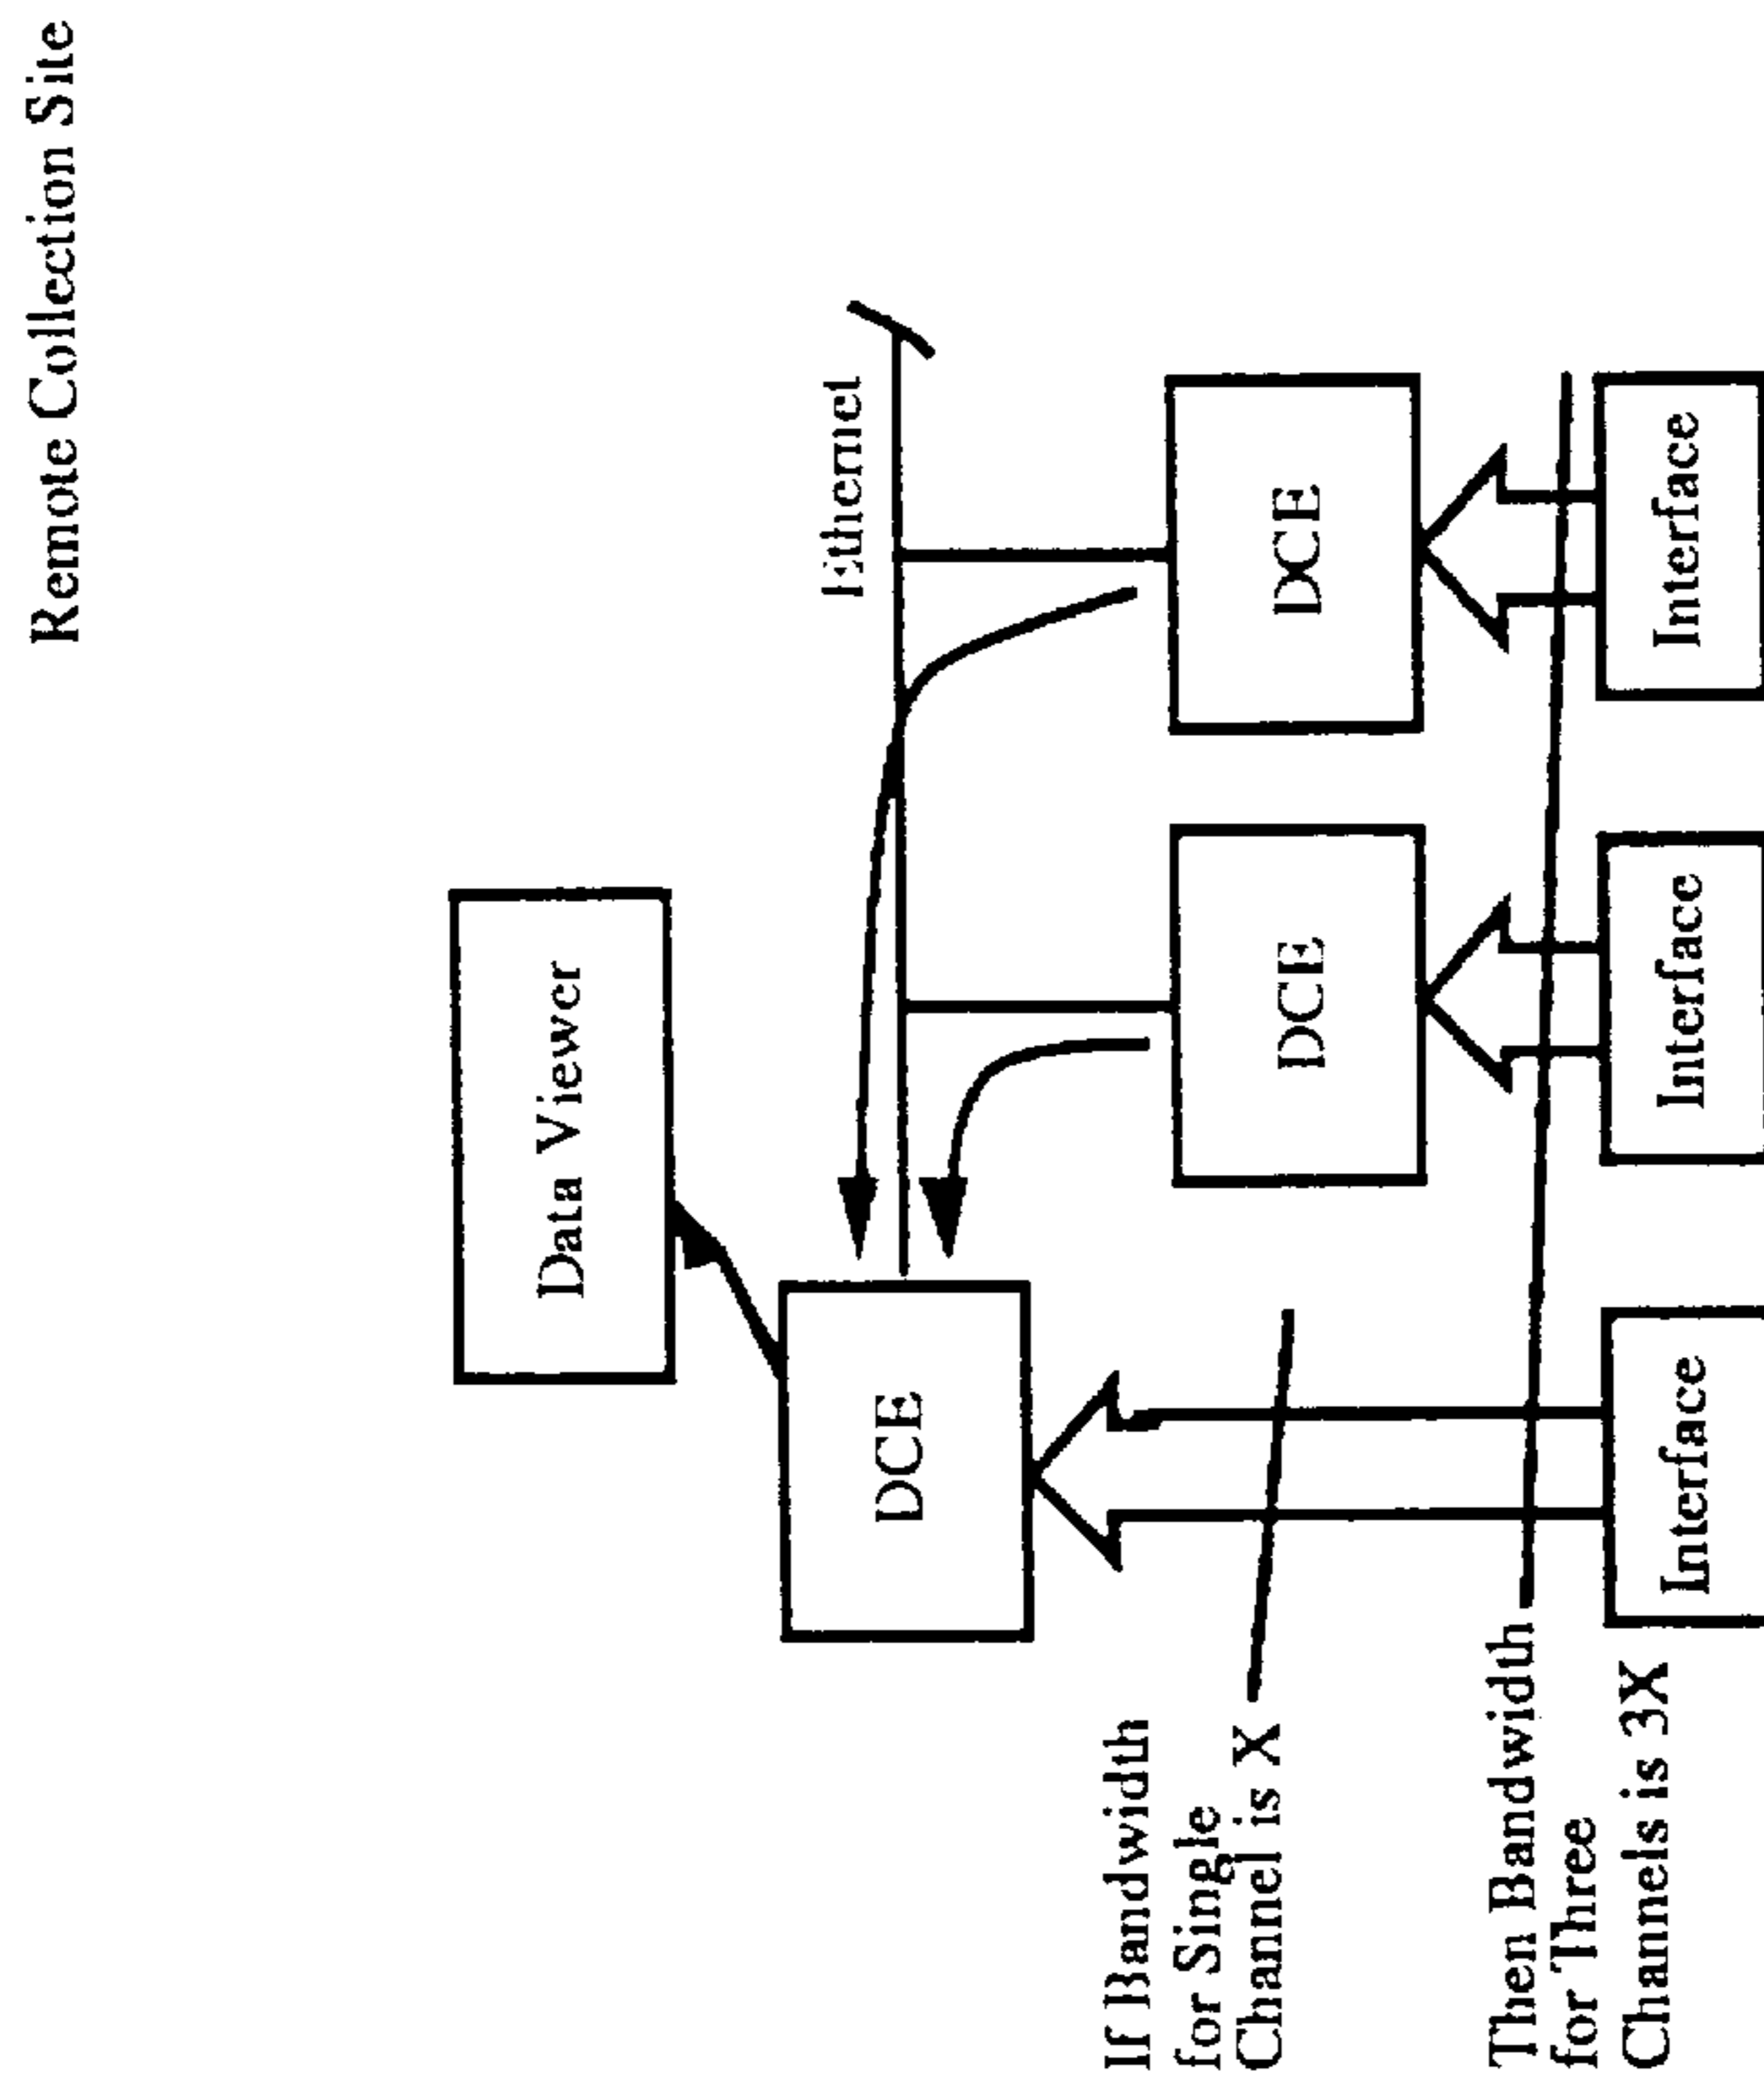 Remote Collection Site
Data Viewer
Ethernet
DCE
DCE
DCE
If Bandwidth
for Single
Channel is X
Then Bandwidth
for Three
Channels is 3X
Interface
Interface
Interface